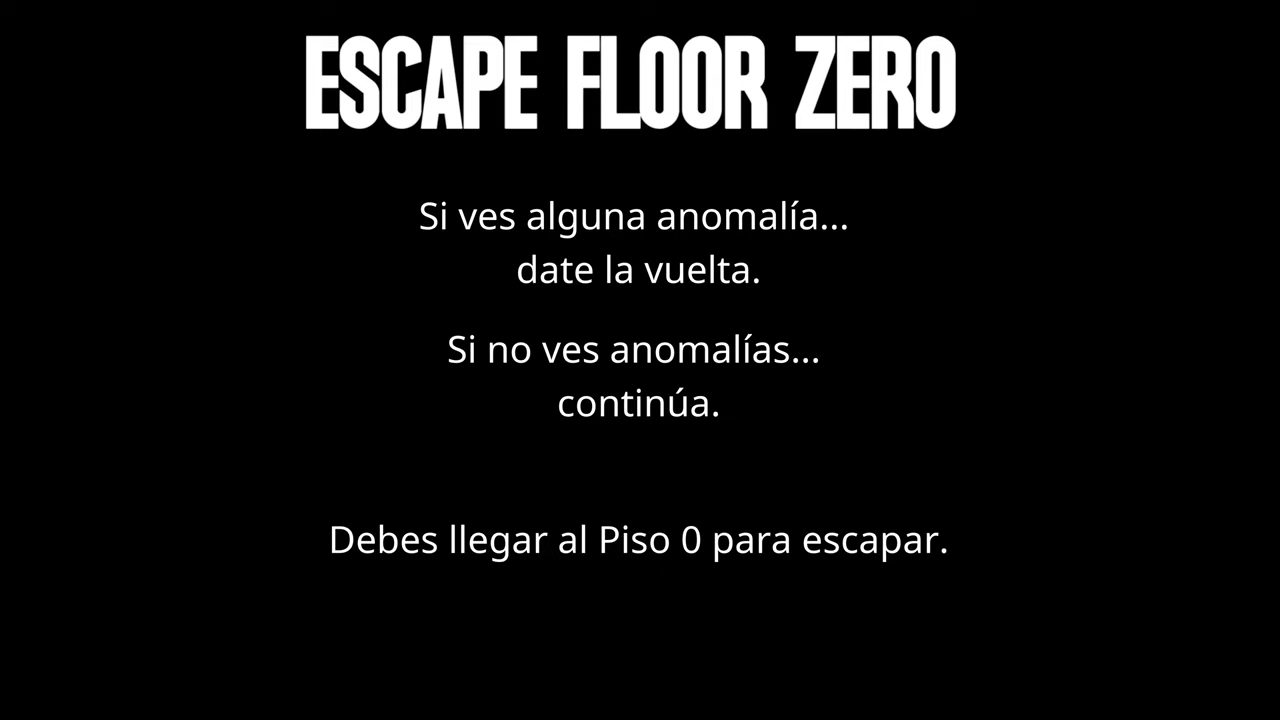 ESCAPE FLOOR ZERO
Si ves alguna anomalía...
date la vuelta.
Si no ves anomalías...
continúa.
Debes llegar al Piso 0 para escapar.